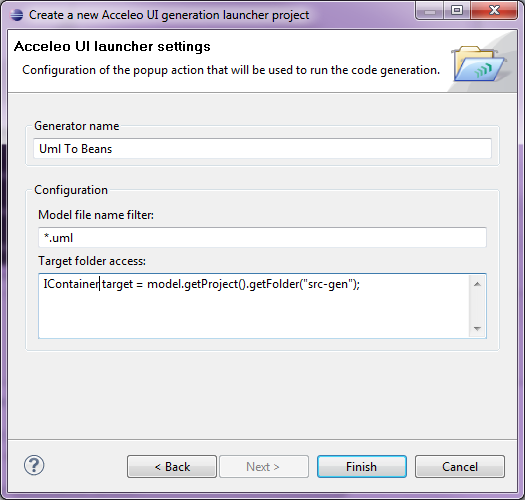 Create a new Acceleo UI generation launcher project
Acceleo UI launcher settings
Configuration of the popup action that will be used to run the code generation.
Generator name
Uml To Beans
Configuration
Model file name filter:
*.uml
Target folder access:
IContainer target = model.getProject().getFolder("src-gen");
?
< Back
Next >
Finish
Cancel